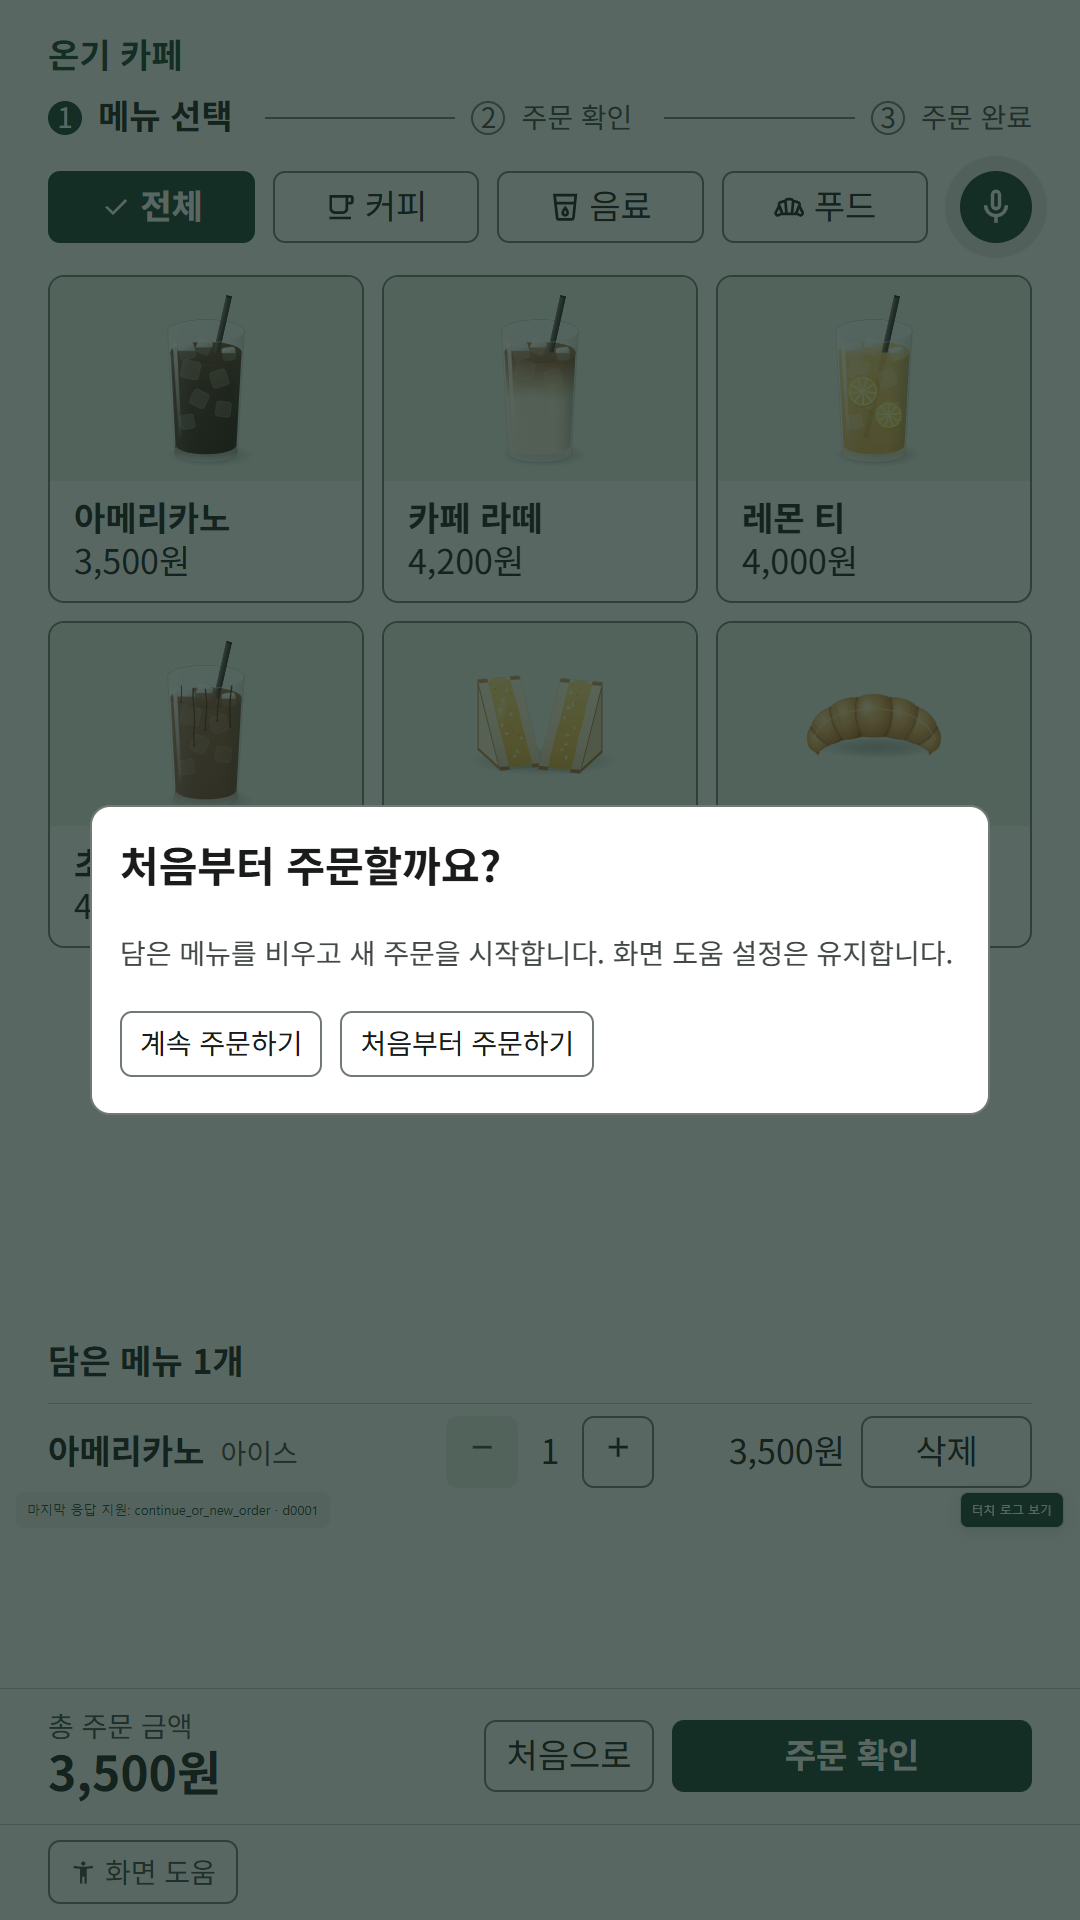 온기 카페
1 메뉴 선택
2 주문 확인
3 주문 완료
전체
커피
음료
푸드
아메리카노
3,500원
카페 라떼
4,200원
레몬 티
4,000원
4
처음부터 주문할까요?
담은 메뉴를 비우고 새 주문을 시작합니다. 화면 도움 설정은 유지합니다.
계속 주문하기
처음부터 주문하기
담은 메뉴 1개
아메리카노 아이스
− 1 +
3,500원
삭제
마지막 응답 지원: continue_or_new_order · d0001
터치 로그 보기
총 주문 금액
3,500원
처음으로
주문 확인
화면 도움